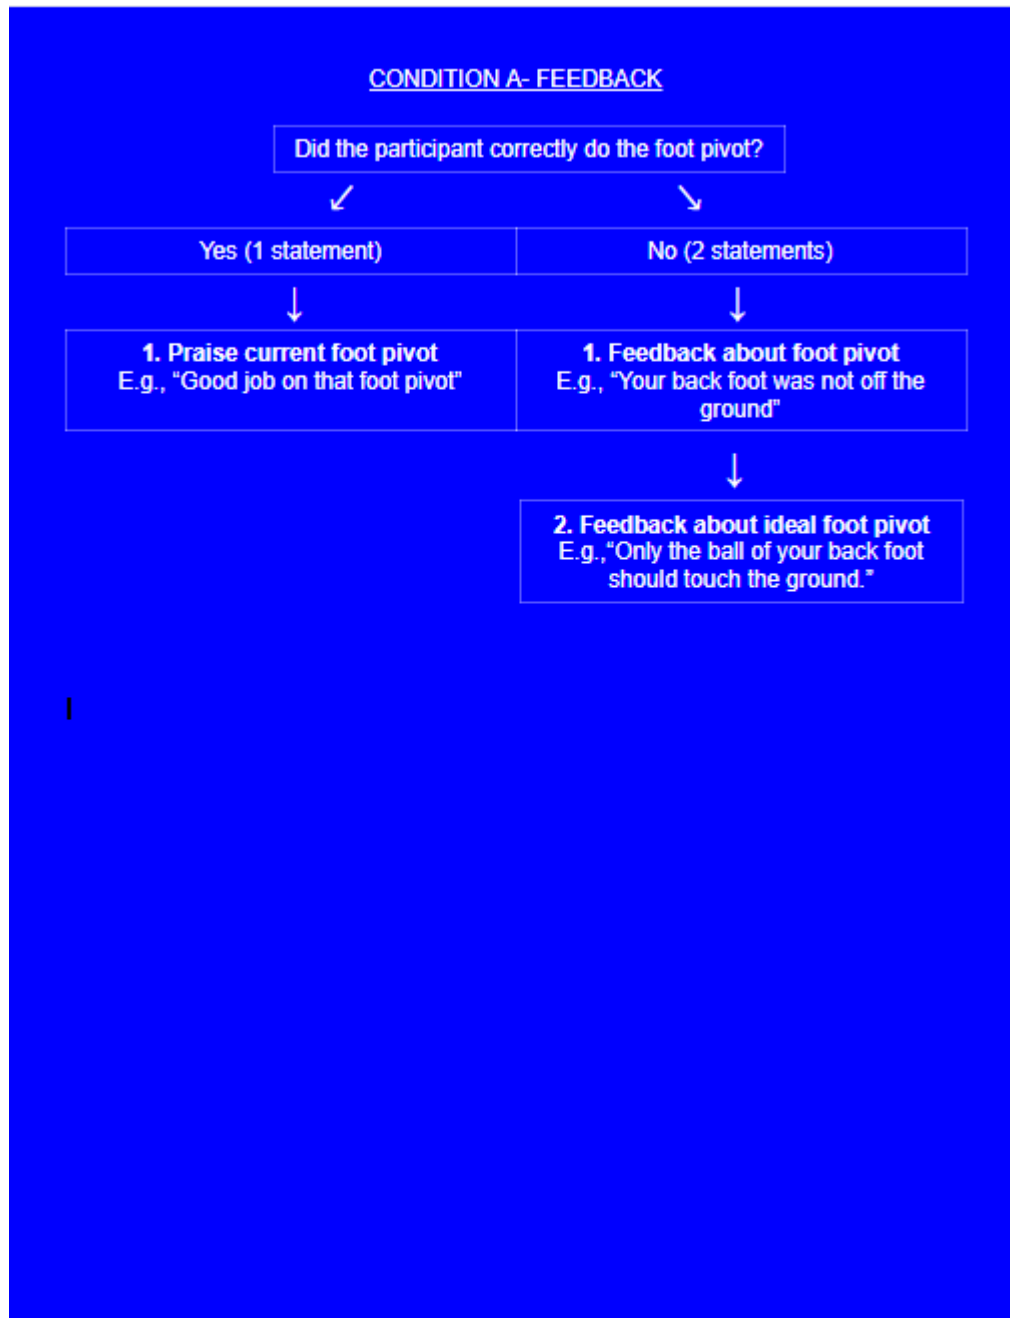 CONDITION A- FEEDBACK
Did the participant correctly do the foot pivot?
Yes (1 statement)
No (2 statements)
1. Praise current foot pivot
E.g., “Good job on that foot pivot”
1. Feedback about foot pivot
E.g., “Your back foot was not off the
ground”
2. Feedback about ideal foot pivot
E.g.,“Only the ball of your back foot
should touch the ground.”